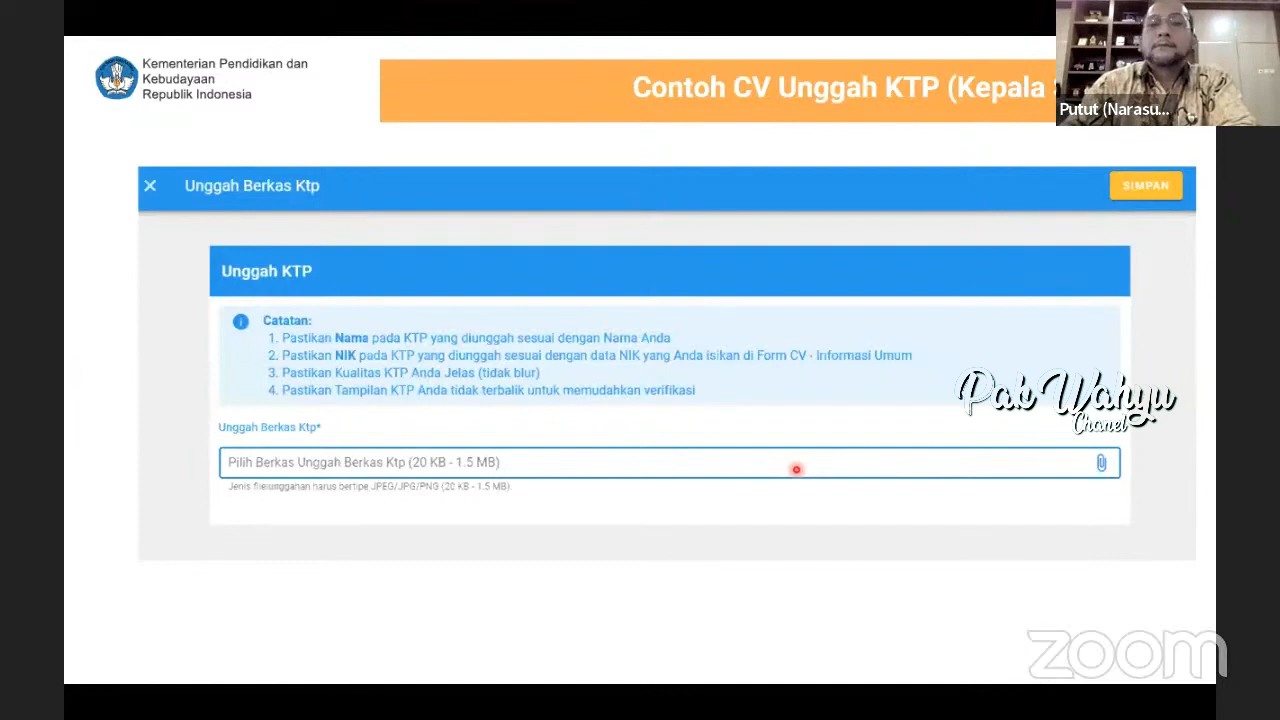 Kementerian Pendidikan dan
Kebudayaan
Republik Indonesia
Contoh CV Unggah KTP (Kepala
Putut (Narasu...
Unggah Berkas Ktp
SIMPAN
Unggah KTP
Catatan:
1. Pastikan Nama pada KTP yang diunggah sesuai dengan Nama Anda
2. Pastikan NIK pada KTP yang diunggah sesuai dengan data NIK yang Anda isikan di Form CV - Informasi Umum
3. Pastikan Kualitas KTP Anda Jelas (tidak blur)
4. Pastikan Tampilan KTP Anda tidak terbalik untuk memudahkan verifikasi
Pak Wahyu
Chanel
Unggah Berkas Ktp*
Pilih Berkas Unggah Berkas Ktp (20 KB - 1.5 MB)
Jenis file unggahan harus bertipe JPEG/JPG/PNG (20 KB - 1.5 MB)
zoom